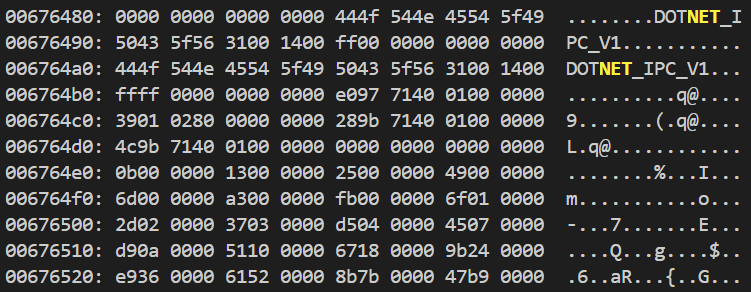 00676480: 0000 0000 0000 0000 444f 544e 4554 5f49 ........DOTNET_I
00676490: 5043 5f56 3100 1400 ff00 0000 0000 0000 PC_V1...........
006764a0: 444f 544e 4554 5f49 5043 5f56 3100 1400 DOTNET_IPC_V1...
006764b0: ffff 0000 0000 0000 e097 7140 0100 0000 ..........q@....
006764c0: 3901 0280 0000 0000 289b 7140 0100 0000 9.......(.q@....
006764d0: 4c9b 7140 0100 0000 0000 0000 0000 0000 L.q@............
006764e0: 0b00 0000 1300 0000 2500 0000 4900 0000 ........%...I...
006764f0: 6d00 0000 a300 0000 fb00 0000 6f01 0000 m...........o...
00676500: 2d02 0000 3703 0000 d504 0000 4507 0000 -...7.......E...
00676510: d90a 0000 5110 0000 6718 0000 9b24 0000 ....Q...g....$..
00676520: e936 0000 6152 0000 8b7b 0000 47b9 0000 .6..aR...{..G...